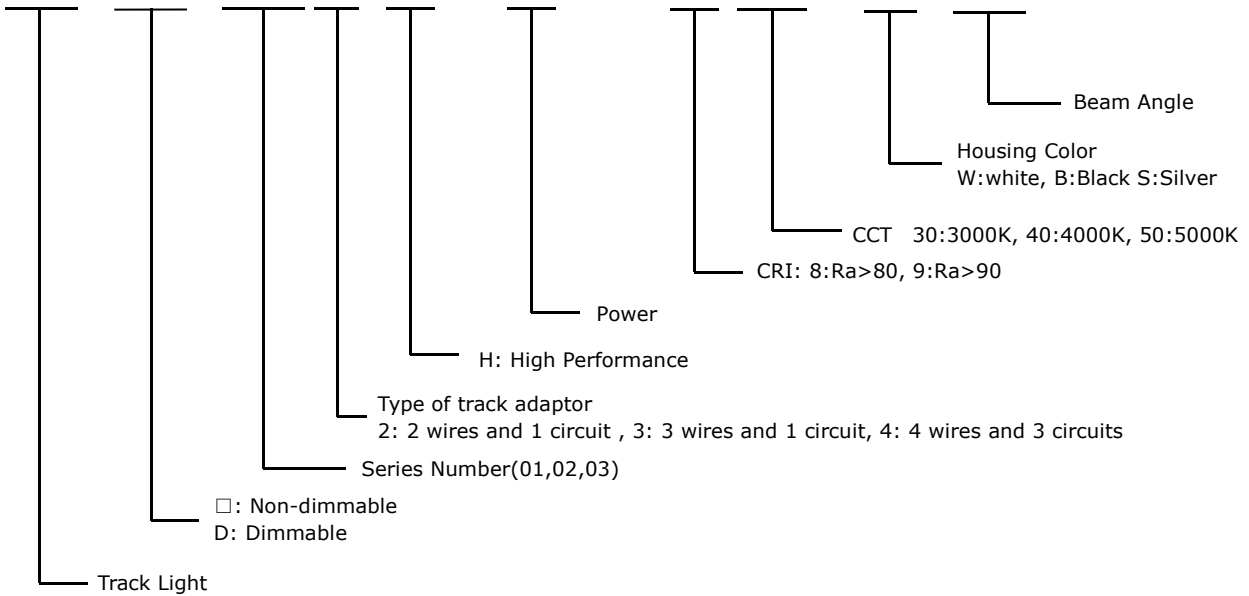 Beam Angle
Housing Color
W:white, B:Black S:Silver
CCT 30:3000K, 40:4000K, 50:5000K
CRI: 8:Ra>80, 9:Ra>90
Power
H: High Performance
Type of track adaptor
2: 2 wires and 1 circuit , 3: 3 wires and 1 circuit, 4: 4 wires and 3 circuits
Series Number(01,02,03)
□: Non-dimmable
D: Dimmable
Track Light